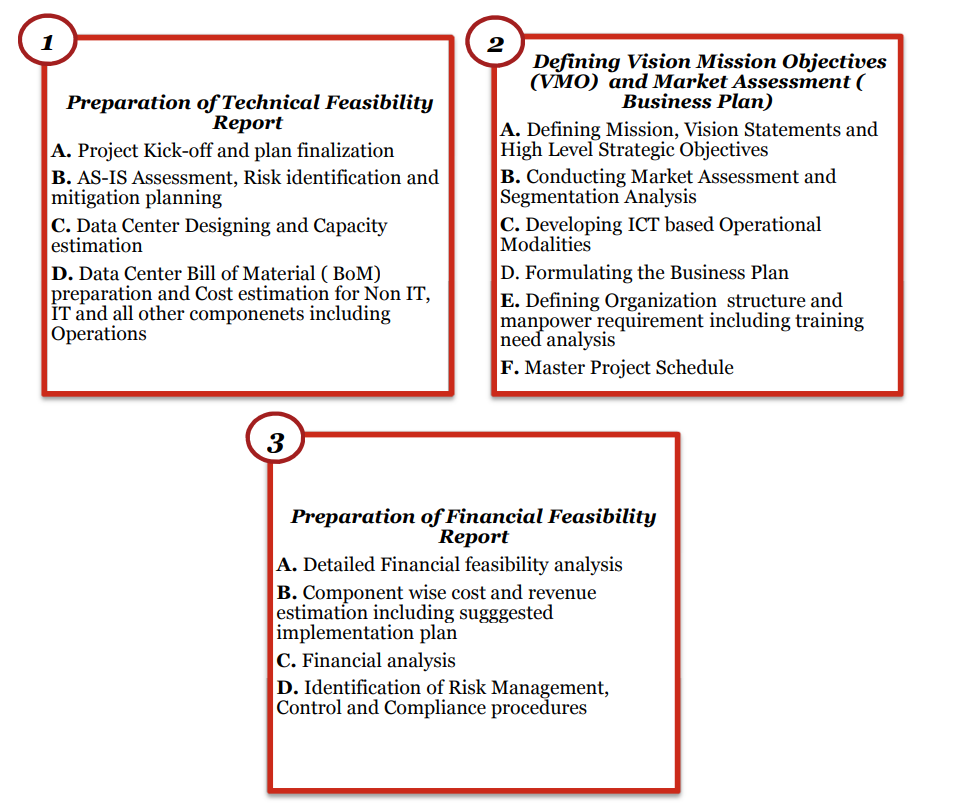 1
Preparation of Technical Feasibility
Report
A. Project Kick-off and plan finalization
B. AS-IS Assessment, Risk identification and
mitigation planning
C. Data Center Designing and Capacity
estimation
D. Data Center Bill of Material ( BoM)
preparation and Cost estimation for Non IT,
IT and all other componenets including
Operations
2
Defining Vision Mission Objectives
(VMO) and Market Assessment (
Business Plan)
A. Defining Mission, Vision Statements and
High Level Strategic Objectives
B. Conducting Market Assessment and
Segmentation Analysis
C. Developing ICT based Operational
Modalities
D. Formulating the Business Plan
E. Defining Organization structure and
manpower requirement including training
need analysis
F. Master Project Schedule
3
Preparation of Financial Feasibility
Report
A. Detailed Financial feasibility analysis
B. Component wise cost and revenue
estimation including sugggested
implementation plan
C. Financial analysis
D. Identification of Risk Management,
Control and Compliance procedures